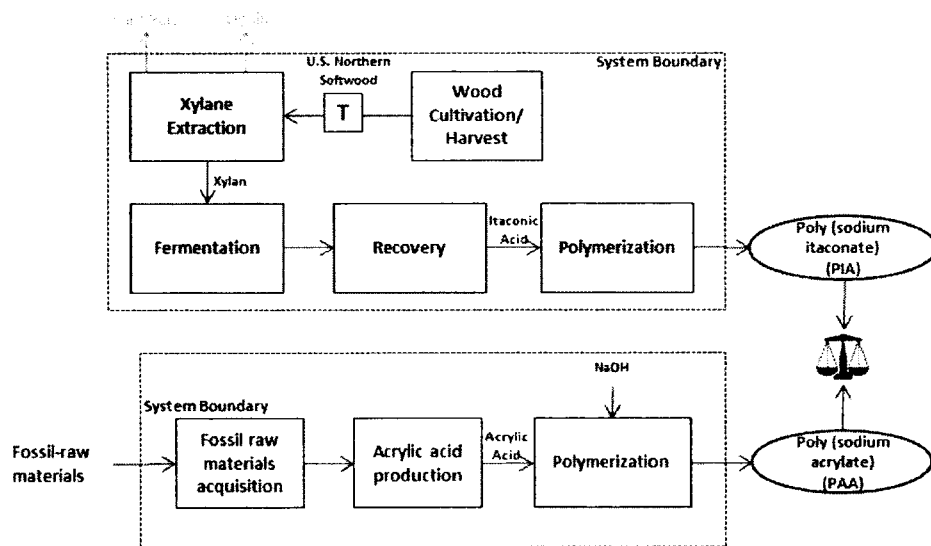 System Boundary
U.S. Northern
Softwood
Xylane
Extraction
T
Wood
Cultivation/
Harvest
Xylan
Fermentation
Recovery
Itaconic
Acid
Polymerization
Poly (sodium
itaconate)
(PIA)
System Boundary
NaOH
Fossil-raw
materials
Fossil raw
materials
acquisition
Acrylic acid
production
Acrylic
Acid
Polymerization
Poly (sodium
acrylate)
(PAA)